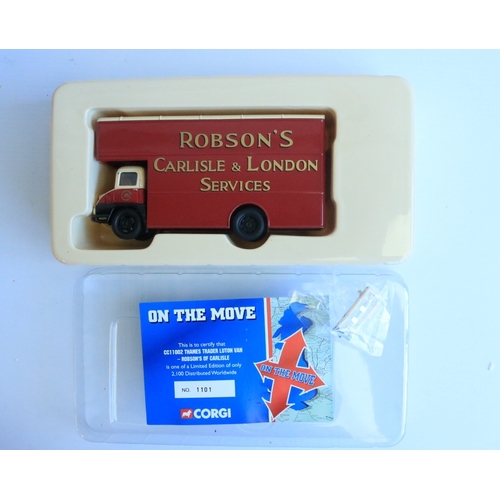 ROBSON'S
CARLISLE & LONDON
SERVICES
ON THE MOVE
This is to certify that
CC11002 THAMES TRADER LUTON VAN
- ROBSON'S OF CARLISLE
is one of a Limited Edition of only
2,100 Distributed Worldwide
NO. 1101
CORGI
ON THE MOVE